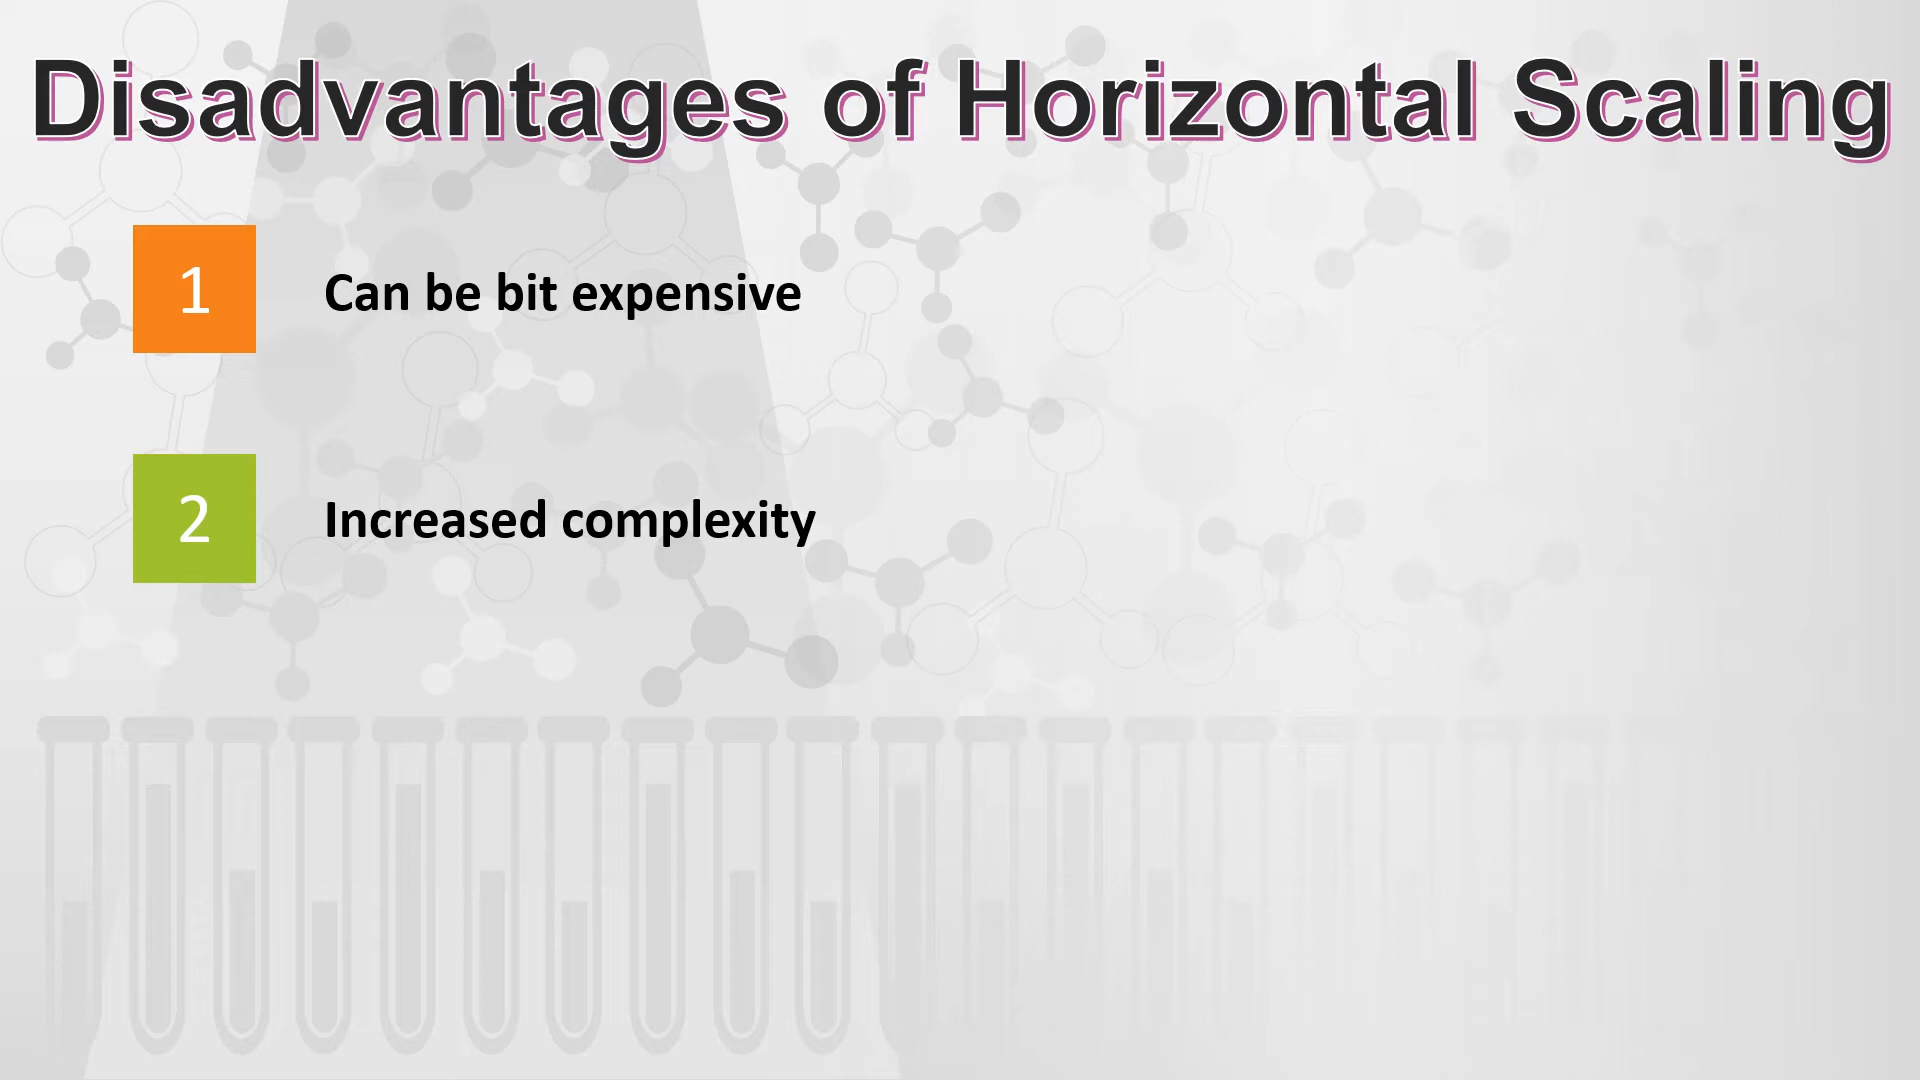 Disadvantages of Horizontal Scaling
1 Can be bit expensive
2 Increased complexity